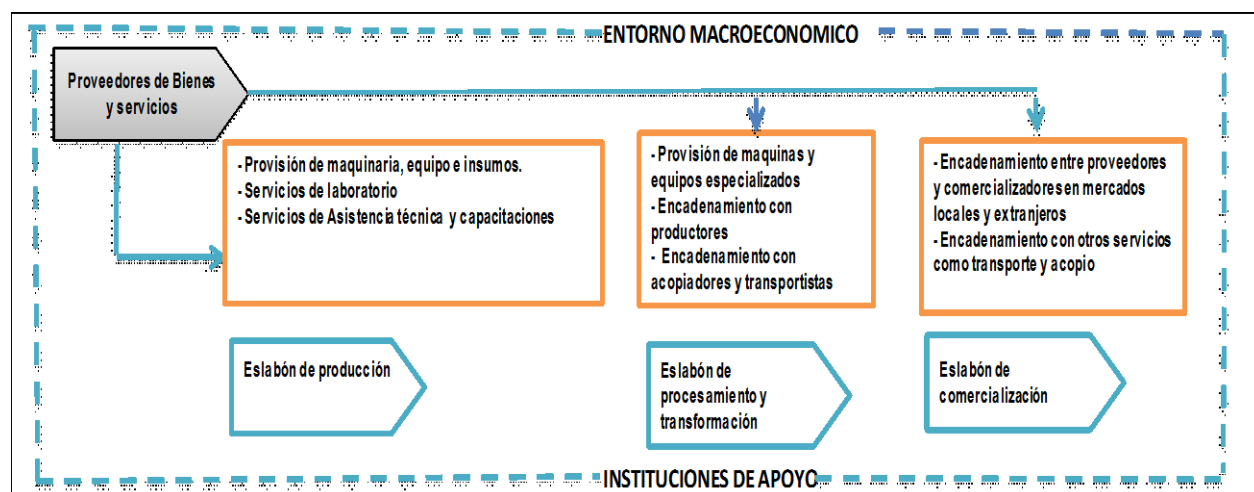 ENTORNO MACROECONOMICO
Proveedores de Bienes
y servicios
- Provisión de maquinaria, equipo e insumos.
- Servicios de laboratorio
- Servicios de Asistencia técnica y capacitaciones
- Provisión de maquinas y
equipos especializados
- Encadenamiento con
productores
- Encadenamiento con
acopiadores y transportistas
- Encadenamiento entre proveedores
y comercializadores en mercados
locales y extranjeros
- Encadenamiento con otros servicios
como transporte y acopio
Eslabón de producción
Eslabón de
procesamiento y
transformación
Eslabón de
comercialización
INSTITUCIONES DE APOYO